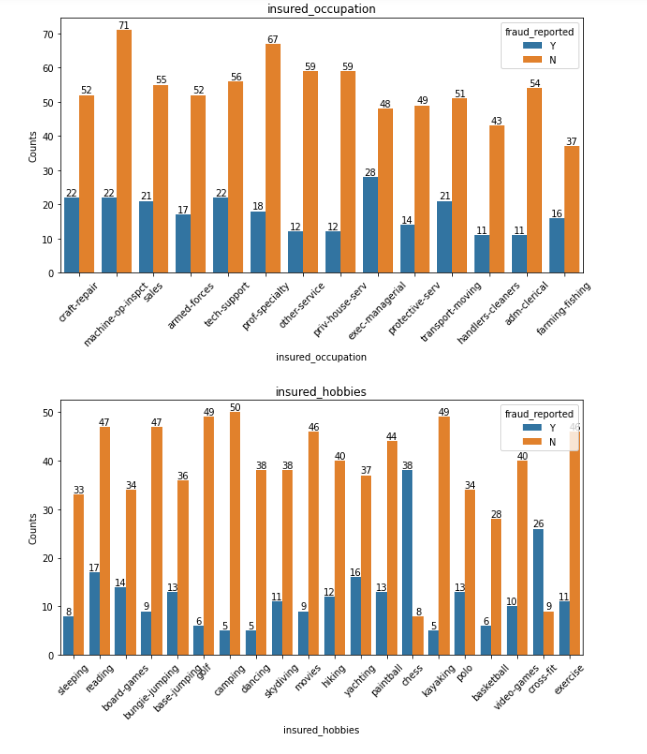 insured_occupation
fraud_reported
Y
N
Counts
70
60
50
40
30
20
10
0
22 52 22 71 21 55 17 52 22 56 18 67 12 59 12 59 28 48 14 49 21 51 11 43 11 54 16 37
craft-repair machine-op-inspct sales armed-forces tech-support prof-specialty other-service priv-house-serv exec-managerial protective-serv transport-moving handlers-cleaners adm-clerical farming-fishing
insured_occupation
insured_hobbies
fraud_reported
Y
N
Counts
50
40
30
20
10
0
8 33 17 47 14 34 9 47 13 36 6 49 5 50 5 38 11 38 9 46 12 40 16 37 13 44 38 8 5 49 13 34 6 28 10 40 26 9 11 46
sleeping reading board-games bungie-jumping base-jumping golf camping dancing skydiving movies hiking yachting paintball chess kayaking polo basketball video-games cross-fit exercise
insured_hobbies